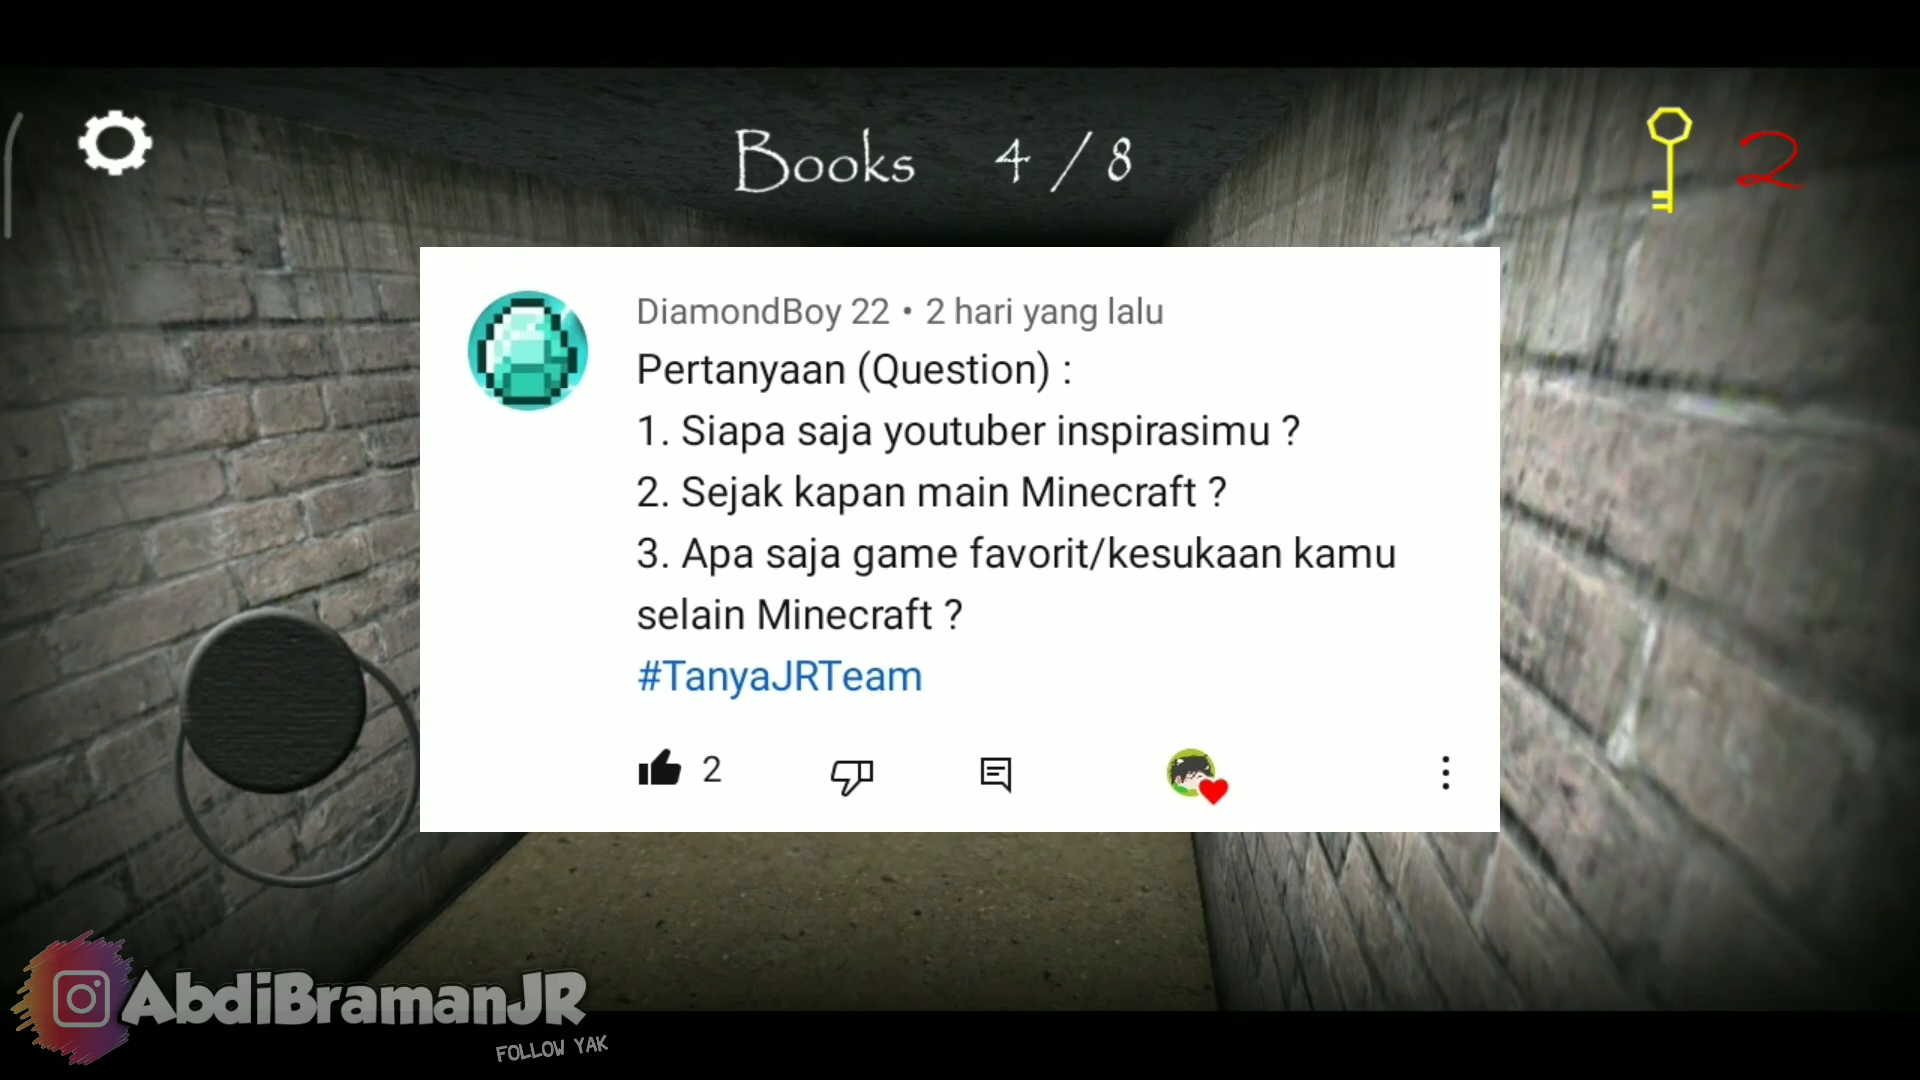 Books 4 / 8
2
DiamondBoy 22 • 2 hari yang lalu
Pertanyaan (Question) :
1. Siapa saja youtuber inspirasimu ?
2. Sejak kapan main Minecraft ?
3. Apa saja game favorit/kesukaan kamu
selain Minecraft ?
#TanyaJRTeam
2
AbdiBramanJR
FOLLOW YAK